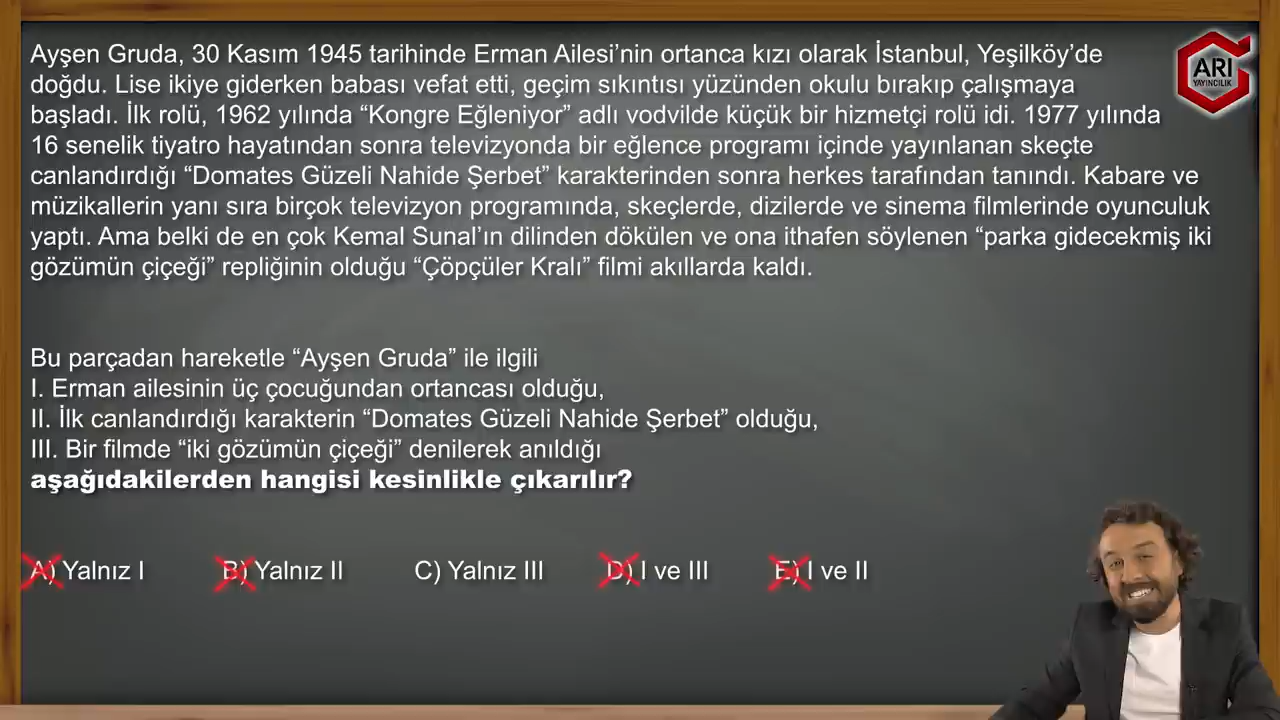 Ayşen Gruda, 30 Kasım 1945 tarihinde Erman Ailesi’nin ortanca kızı olarak İstanbul, Yeşilköy’de
doğdu. Lise ikiye giderken babası vefat etti, geçim sıkıntısı yüzünden okulu bırakıp çalışmaya
başladı. İlk rolü, 1962 yılında “Kongre Eğleniyor” adlı vodvilde küçük bir hizmetçi rolü idi. 1977 yılında
16 senelik tiyatro hayatından sonra televizyonda bir eğlence programı içinde yayınlanan skeçte
canlandırdığı “Domates Güzeli Nahide Şerbet” karakterinden sonra herkes tarafından tanındı. Kabare ve
müzikallerin yanı sıra birçok televizyon programında, skeçlerde, dizilerde ve sinema filmlerinde oyunculuk
yaptı. Ama belki de en çok Kemal Sunal’ın dilinden dökülen ve ona ithafen söylenen “parka gidecekmiş iki
gözümün çiçeği” repliğinin olduğu “Çöpçüler Kralı” filmi akıllarda kaldı.
ARI
YAYINCILIK
Bu parçadan hareketle “Ayşen Gruda” ile ilgili
I. Erman ailesinin üç çocuğundan ortancası olduğu,
II. İlk canlandırdığı karakterin “Domates Güzeli Nahide Şerbet” olduğu,
III. Bir filmde “iki gözümün çiçeği” denilerek anıldığı
aşağıdakilerden hangisi kesinlikle çıkarılır?
A) Yalnız I B) Yalnız II C) Yalnız III D) I ve III E) I ve II